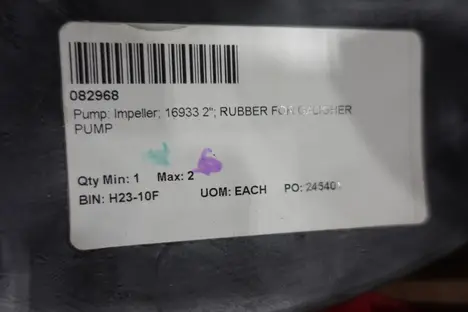 082968
Pump; Impeller; 16933 2"; RUBBER FOR GALIGHER
PUMP
Qty Min: 1 Max: 2
BIN: H23-10F UOM: EACH PO: